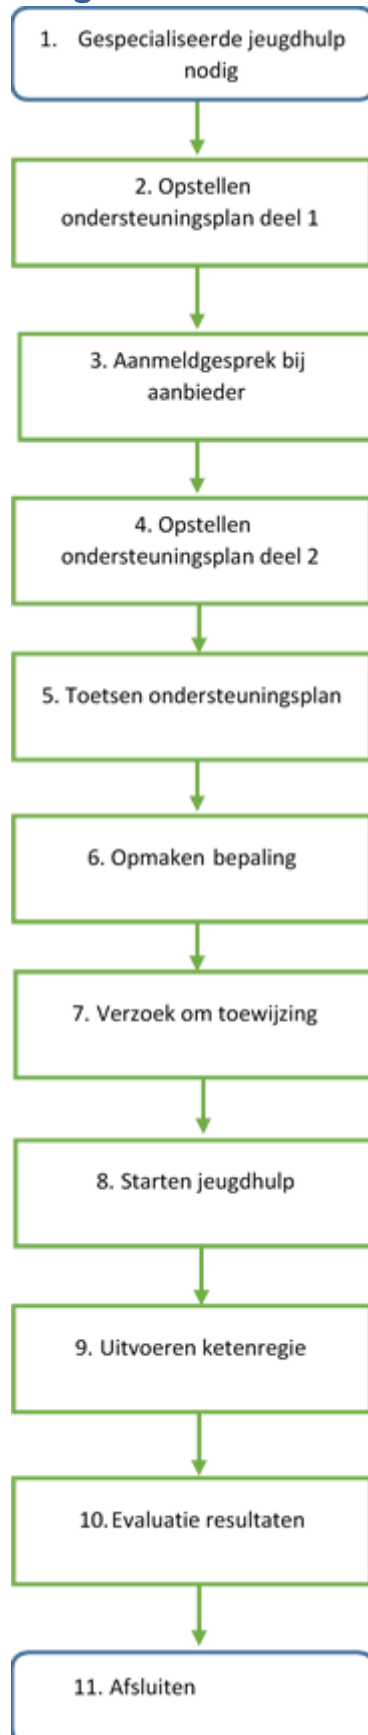 1. Gespecialiseerde jeugdhulp
nodig
2. Opstellen
ondersteuningsplan deel 1
3. Aanmeldgesprek bij
aanbieder
4. Opstellen
ondersteuningsplan deel 2
5. Toetsen ondersteuningsplan
6. Opmaken bepaling
7. Verzoek om toewijzing
8. Starten jeugdhulp
9. Uitvoeren ketenregie
10. Evaluatie resultaten
11. Afsluiten